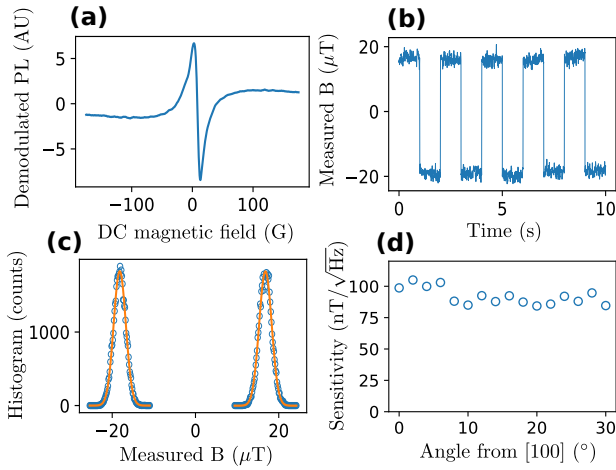 (a)
Demodulated PL (AU)
5
0
−5
−100
0
100
DC magnetic field (G)
(b)
Measured B (μT)
20
0
−20
0
5
10
Time (s)
(c)
Histogram (counts)
1000
0
−20
0
20
Measured B (μT)
(d)
Sensitivity (nT/√Hz)
100
75
50
25
0
0
10
20
30
Angle from [100] (°)